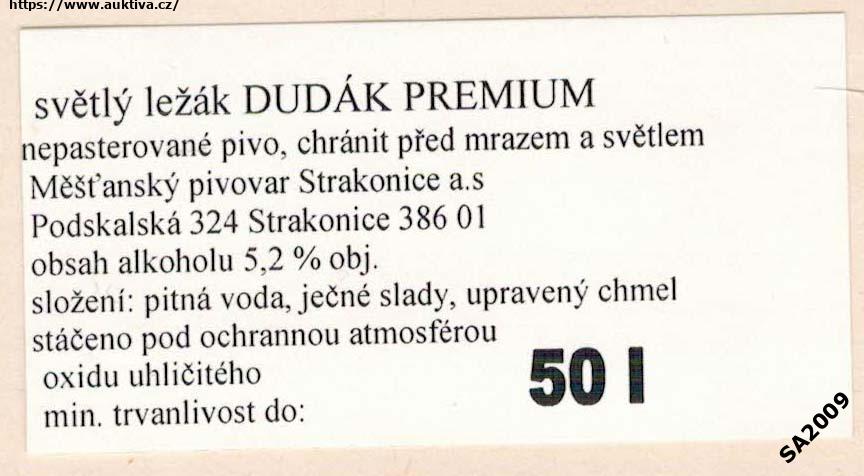 https://www.auktiva.cz/
světlý ležák DUDÁK PREMIUM
nepasterované pivo, chránit před mrazem a světlem
Měšťanský pivovar Strakonice a.s
Podskalská 324 Strakonice 386 01
obsah alkoholu 5,2 % obj.
složení: pitná voda, ječné slady, upravený chmel
stáčeno pod ochrannou atmosférou
oxidu uhličitého
50 l
min. trvanlivost do:
SA2009